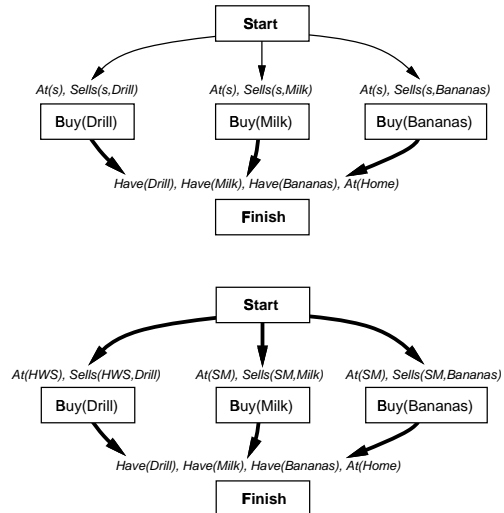 Start
At(s), Sells(s,Drill) At(s), Sells(s,Milk) At(s), Sells(s,Bananas)
Buy(Drill) Buy(Milk) Buy(Bananas)
Have(Drill), Have(Milk), Have(Bananas), At(Home)
Finish
Start
At(HWS), Sells(HWS,Drill) At(SM), Sells(SM,Milk) At(SM), Sells(SM,Bananas)
Buy(Drill) Buy(Milk) Buy(Bananas)
Have(Drill), Have(Milk), Have(Bananas), At(Home)
Finish